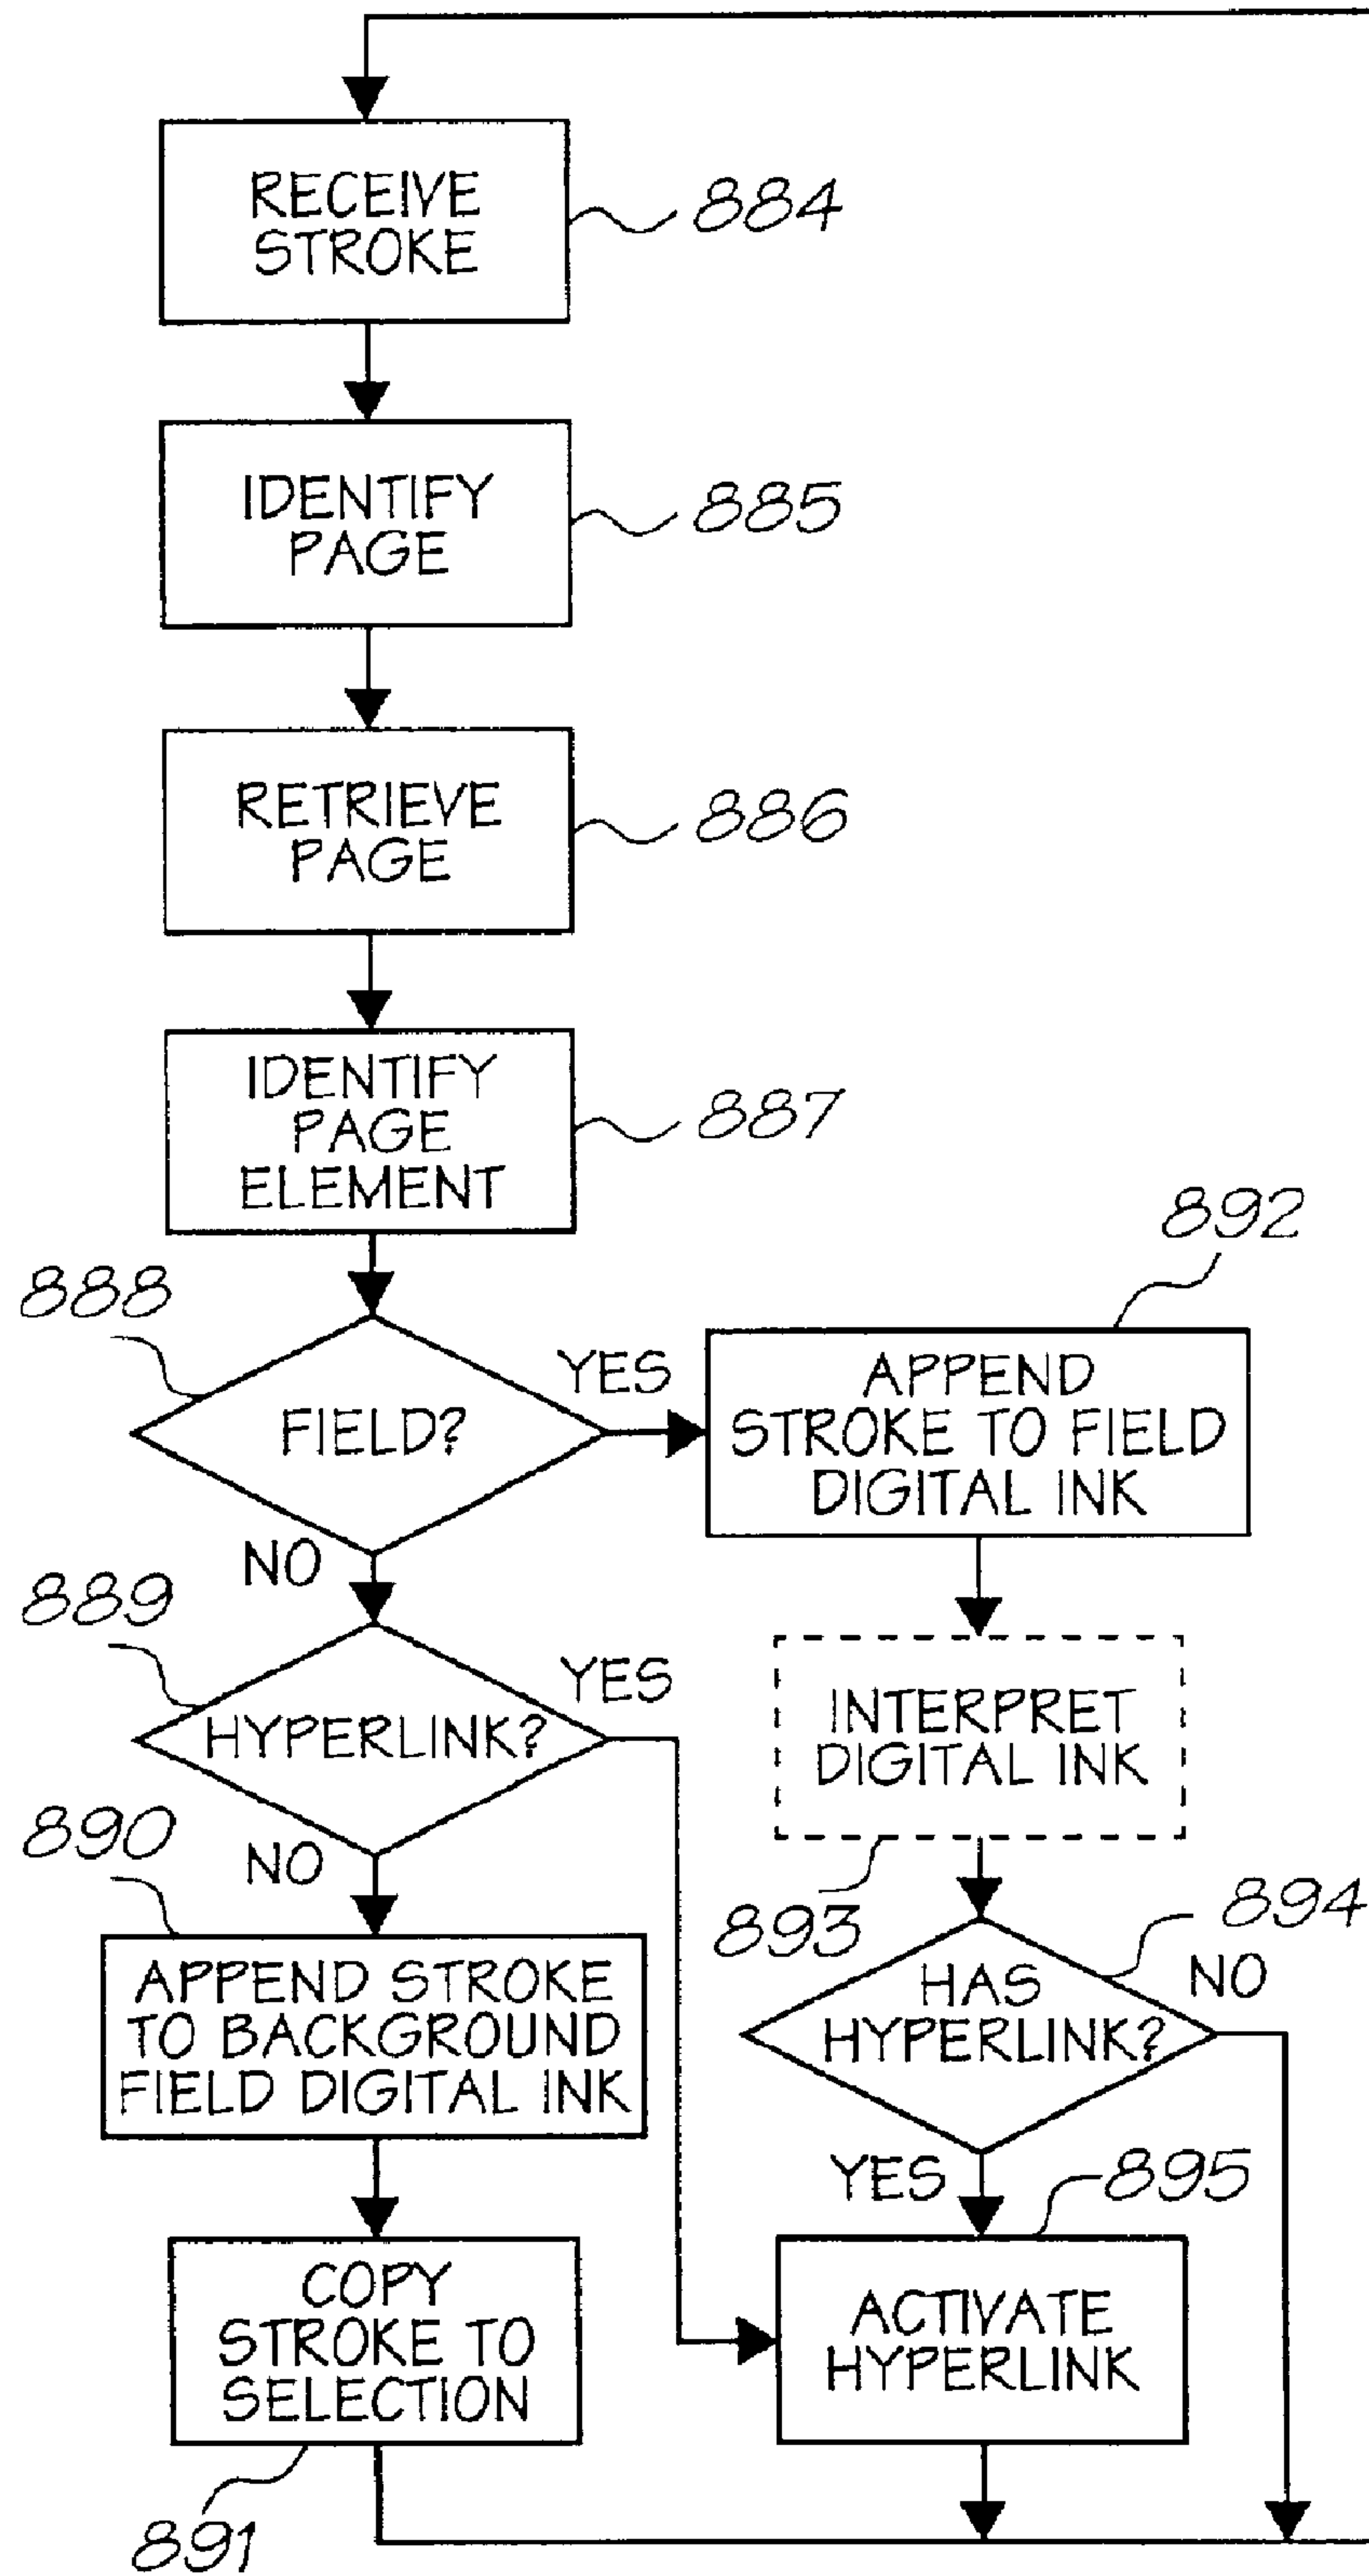 RECEIVE
STROKE
884
IDENTIFY
PAGE
885
RETRIEVE
PAGE
886
IDENTIFY
PAGE
ELEMENT
887
888
FIELD?
YES
NO
892
APPEND
STROKE TO FIELD
DIGITAL INK
889
HYPERLINK?
YES
NO
INTERPRET
DIGITAL INK
893
890
APPEND STROKE
TO BACKGROUND
FIELD DIGITAL INK
894
HAS
HYPERLINK?
NO
YES
895
COPY
STROKE TO
SELECTION
891
ACTIVATE
HYPERLINK